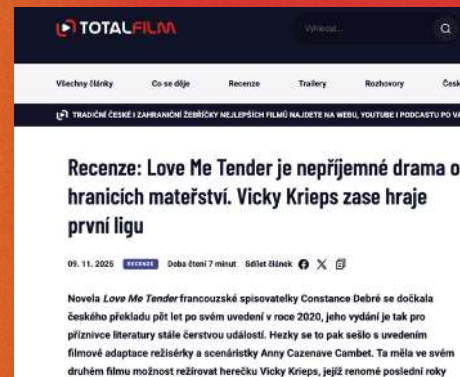 TOTALFILM
Vyhledat...
Všechny články Co se děje Recenze Trailery Rozhovory Česk
TRADIČNÍ ČESKÉ I ZAHRANIČNÍ ŽEBŘÍČKY NEJLEPŠÍCH FILMŮ NAJDETE NA WEBU, YOUTUBE I PODCASTU PO VÁ
Recenze: Love Me Tender je nepříjemné drama o
hranicích mateřství. Vicky Krieps zase hraje
první ligu
09. 11. 2025 RECENZE Doba čtení 7 minut Sdílet článek
Novela Love Me Tender francouzské spisovatelky Constance Debré se dočkala
českého překladu pět let po svém uvedení v roce 2020, jeho vydání je tak pro
příznivce literatury stále čerstvou událostí. Hezky se to pak sešlo s uvedením
filmové adaptace režisérky a scenáristky Anny Cazenave Cambet. Ta měla ve svém
druhém filmu možnost režírovat herečku Vicky Krieps, jejíž renomé poslední roky